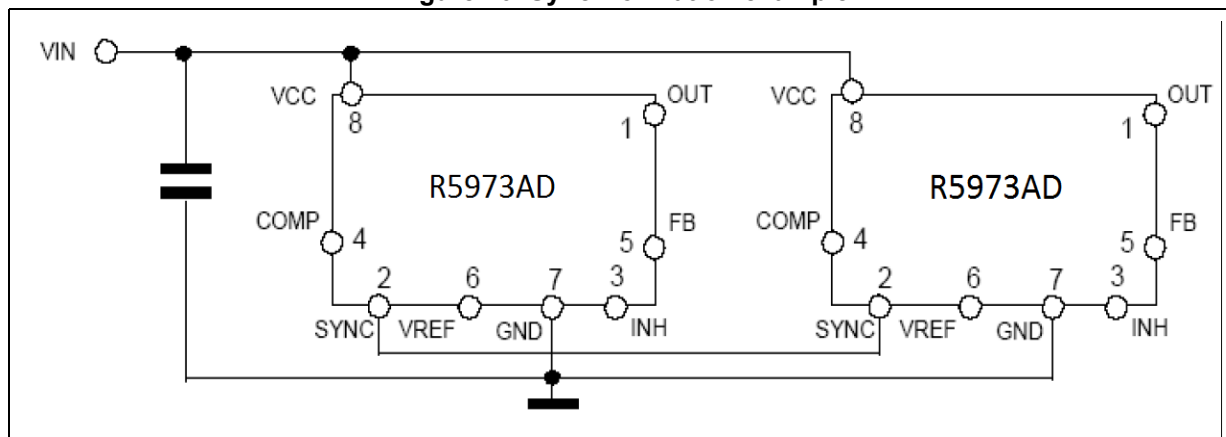 VIN
VCC
8
OUT
1
R5973AD
COMP
4
FB
5
2
6
7
3
SYNC
VREF
GND
INH
VCC
8
OUT
1
R5973AD
COMP
4
FB
5
2
6
7
3
SYNC
VREF
GND
INH